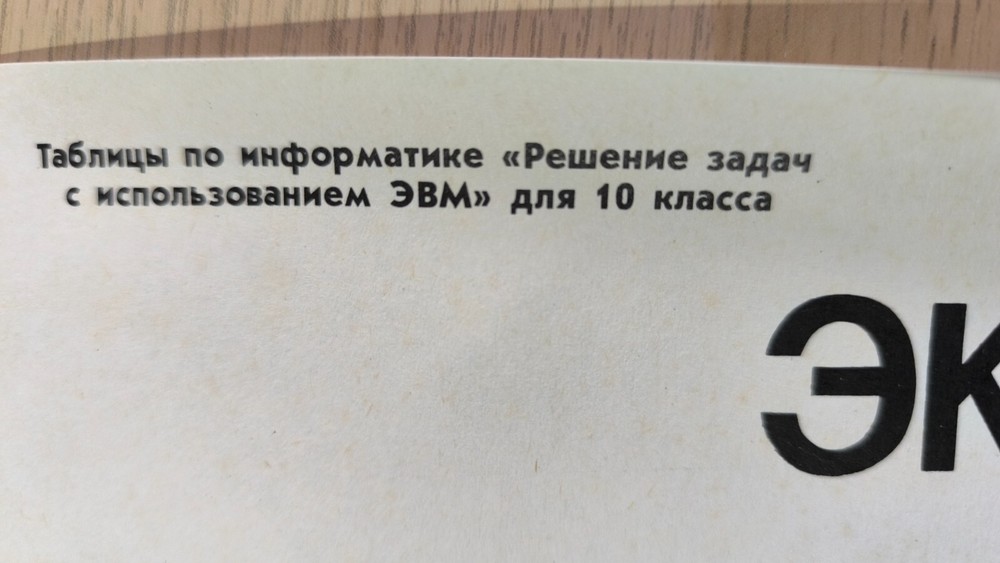 Таблицы по информатике «Решение задач
с использованием ЭВМ» для 10 класса
ЭК